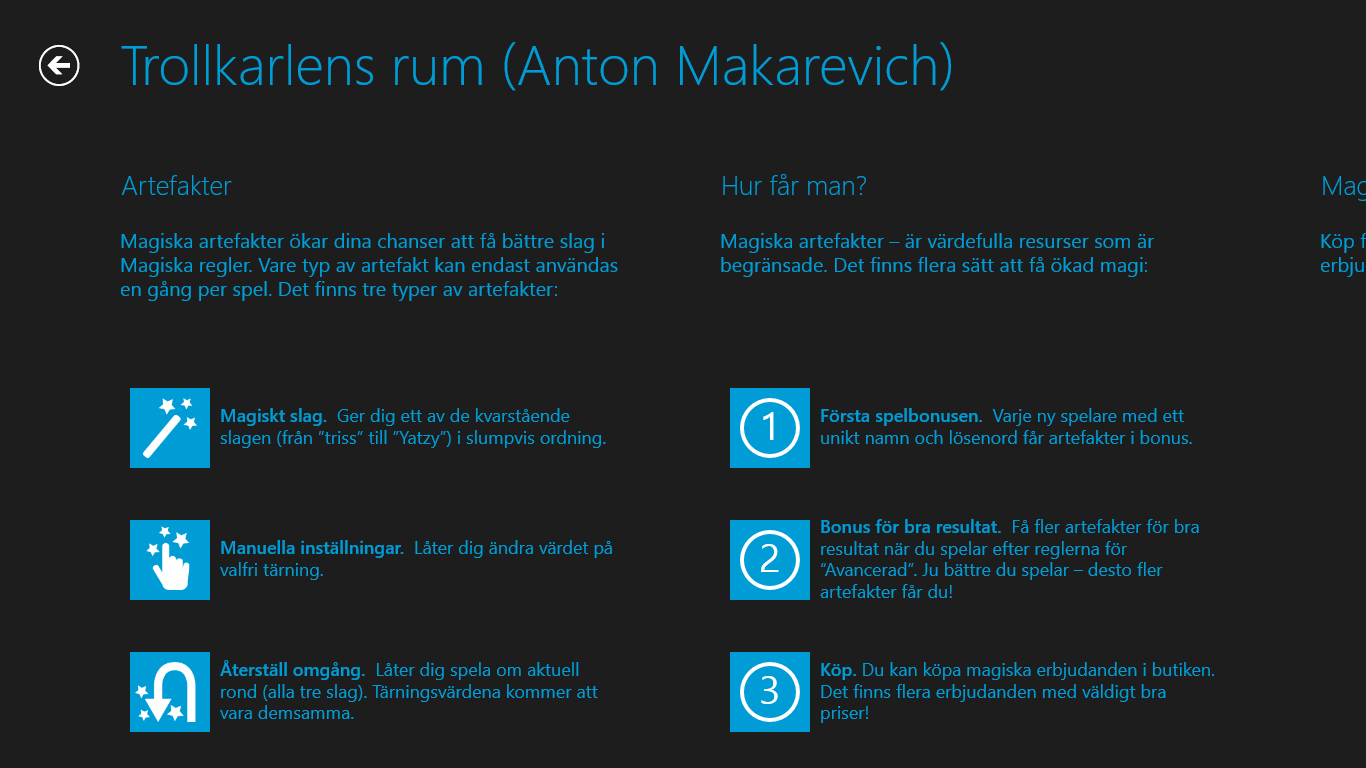 Trollkarlens rum (Anton Makarevich)
Artefakter
Magiska artefakter ökar dina chanser att få bättre slag i
Magiska regler. Vare typ av artefakt kan endast användas
en gång per spel. Det finns tre typer av artefakter:
Magiskt slag.  Ger dig ett av de kvarstående
slagen (från ”triss” till ”Yatzy”) i slumpvis ordning.
Manuella inställningar.  Låter dig ändra värdet på
valfri tärning.
Återställ omgång.  Låter dig spela om aktuell
rond (alla tre slag). Tärningsvärdena kommer att
vara demsamma.
Hur får man?
Magiska artefakter – är värdefulla resurser som är
begränsade. Det finns flera sätt att få ökad magi:
1
Första spelbonusen.  Varje ny spelare med ett
unikt namn och lösenord får artefakter i bonus.
2
Bonus för bra resultat.  Få fler artefakter för bra
resultat när du spelar efter reglerna för
“Avancerad”. Ju bättre du spelar – desto fler
artefakter får du!
3
Köp. Du kan köpa magiska erbjudanden i butiken.
Det finns flera erbjudanden med väldigt bra
priser!
Mag
Köp f
erbju